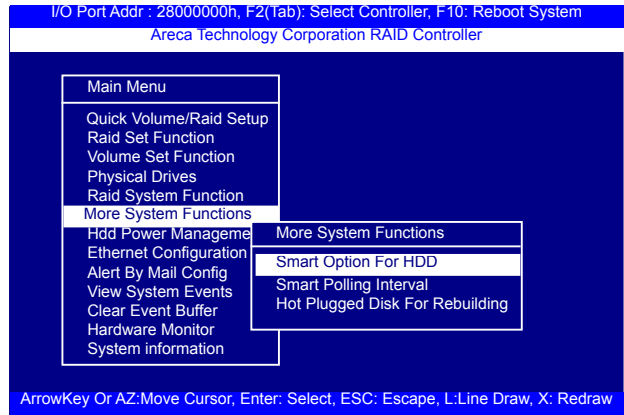 I/O Port Addr : 28000000h, F2(Tab): Select Controller, F10: Reboot System
Areca Technology Corporation RAID Controller
Main Menu
Quick Volume/Raid Setup
Raid Set Function
Volume Set Function
Physical Drives
Raid System Function
More System Functions
Hdd Power Manageme
Ethernet Configuration
Alert By Mail Config
View System Events
Clear Event Buffer
Hardware Monitor
System information
More System Functions
Smart Option For HDD
Smart Polling Interval
Hot Plugged Disk For Rebuilding
ArrowKey Or AZ:Move Cursor, Enter: Select, ESC: Escape, L:Line Draw, X: Redraw